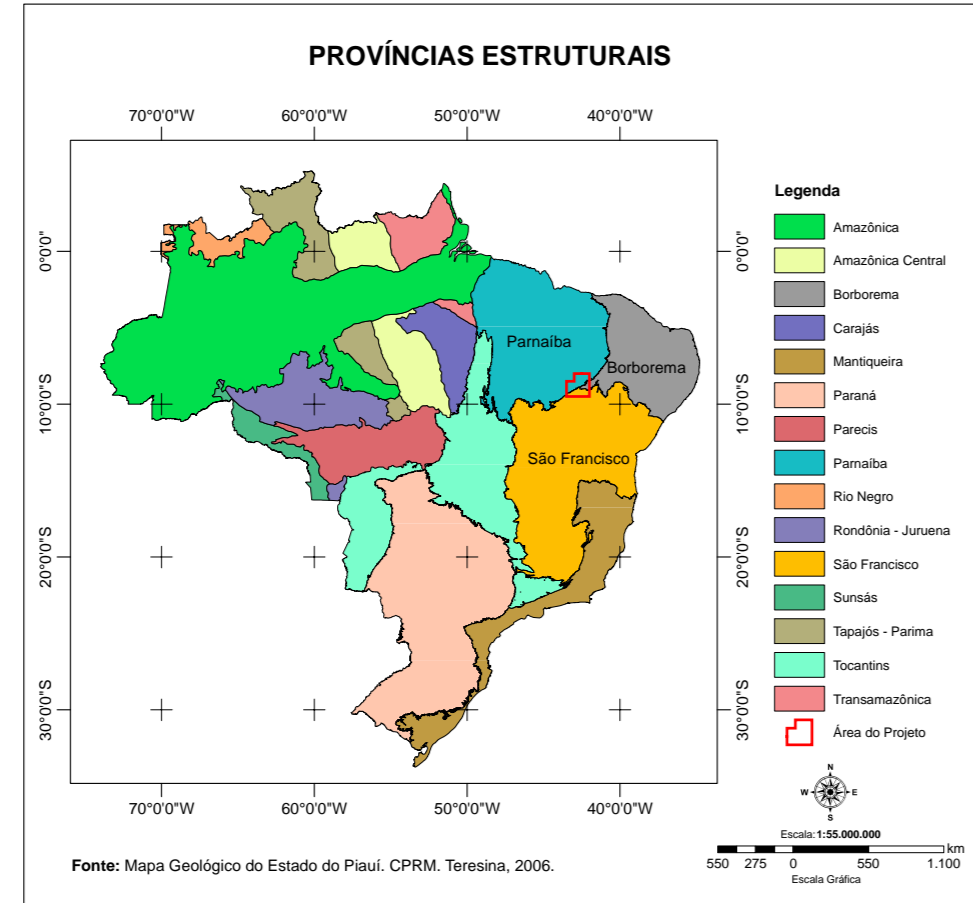 PROVÍNCIAS ESTRUTURAIS
70°0'0"W 60°0'0"W 50°0'0"W 40°0'0"W
0°0'0" 0°0'0"
10°0'0"S 10°0'0"S
20°0'0"S 20°0'0"S
30°0'0"S 30°0'0"S
Parnaíba
Borborema
São Francisco
70°0'0"W 60°0'0"W 50°0'0"W 40°0'0"W
Legenda
Amazônica
Amazônica Central
Borborema
Carajás
Mantiqueira
Paraná
Parecis
Parnaíba
Rio Negro
Rondônia - Juruena
São Francisco
Sunsás
Tapajós - Parima
Tocantins
Transamazônica
Área do Projeto
N
W E
S
Escala: 1:55.000.000
550 275 0 550 1.100 km
Escala Gráfica
Fonte: Mapa Geológico do Estado do Piauí. CPRM. Teresina, 2006.